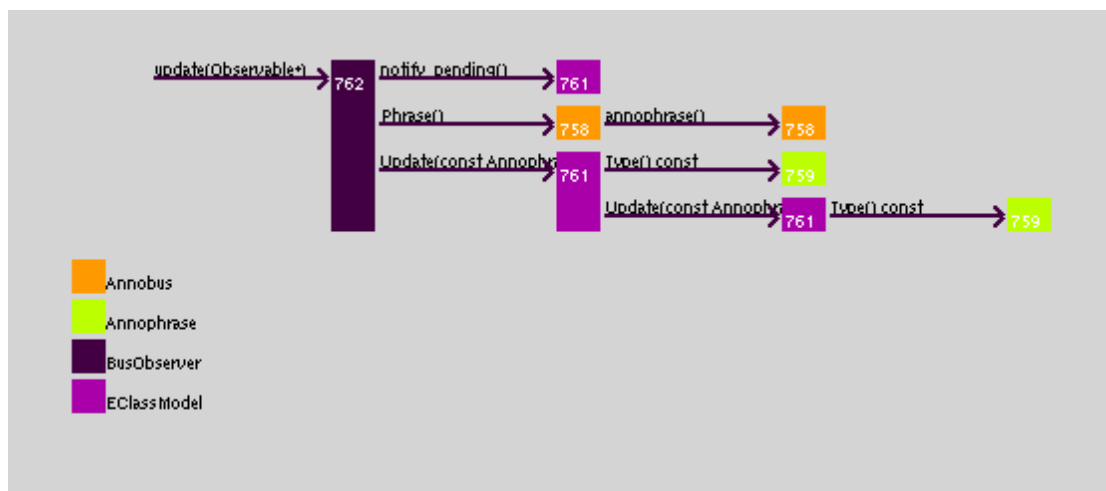 update(Observable*) 762 notify_pending() 761
Phrase() 758 annophrase() 758
Update(const Annophra 761 Type() const 759
Update(const Annophra 761 Type() const 759
Annobus
Annophrase
BusObserver
EClassModel